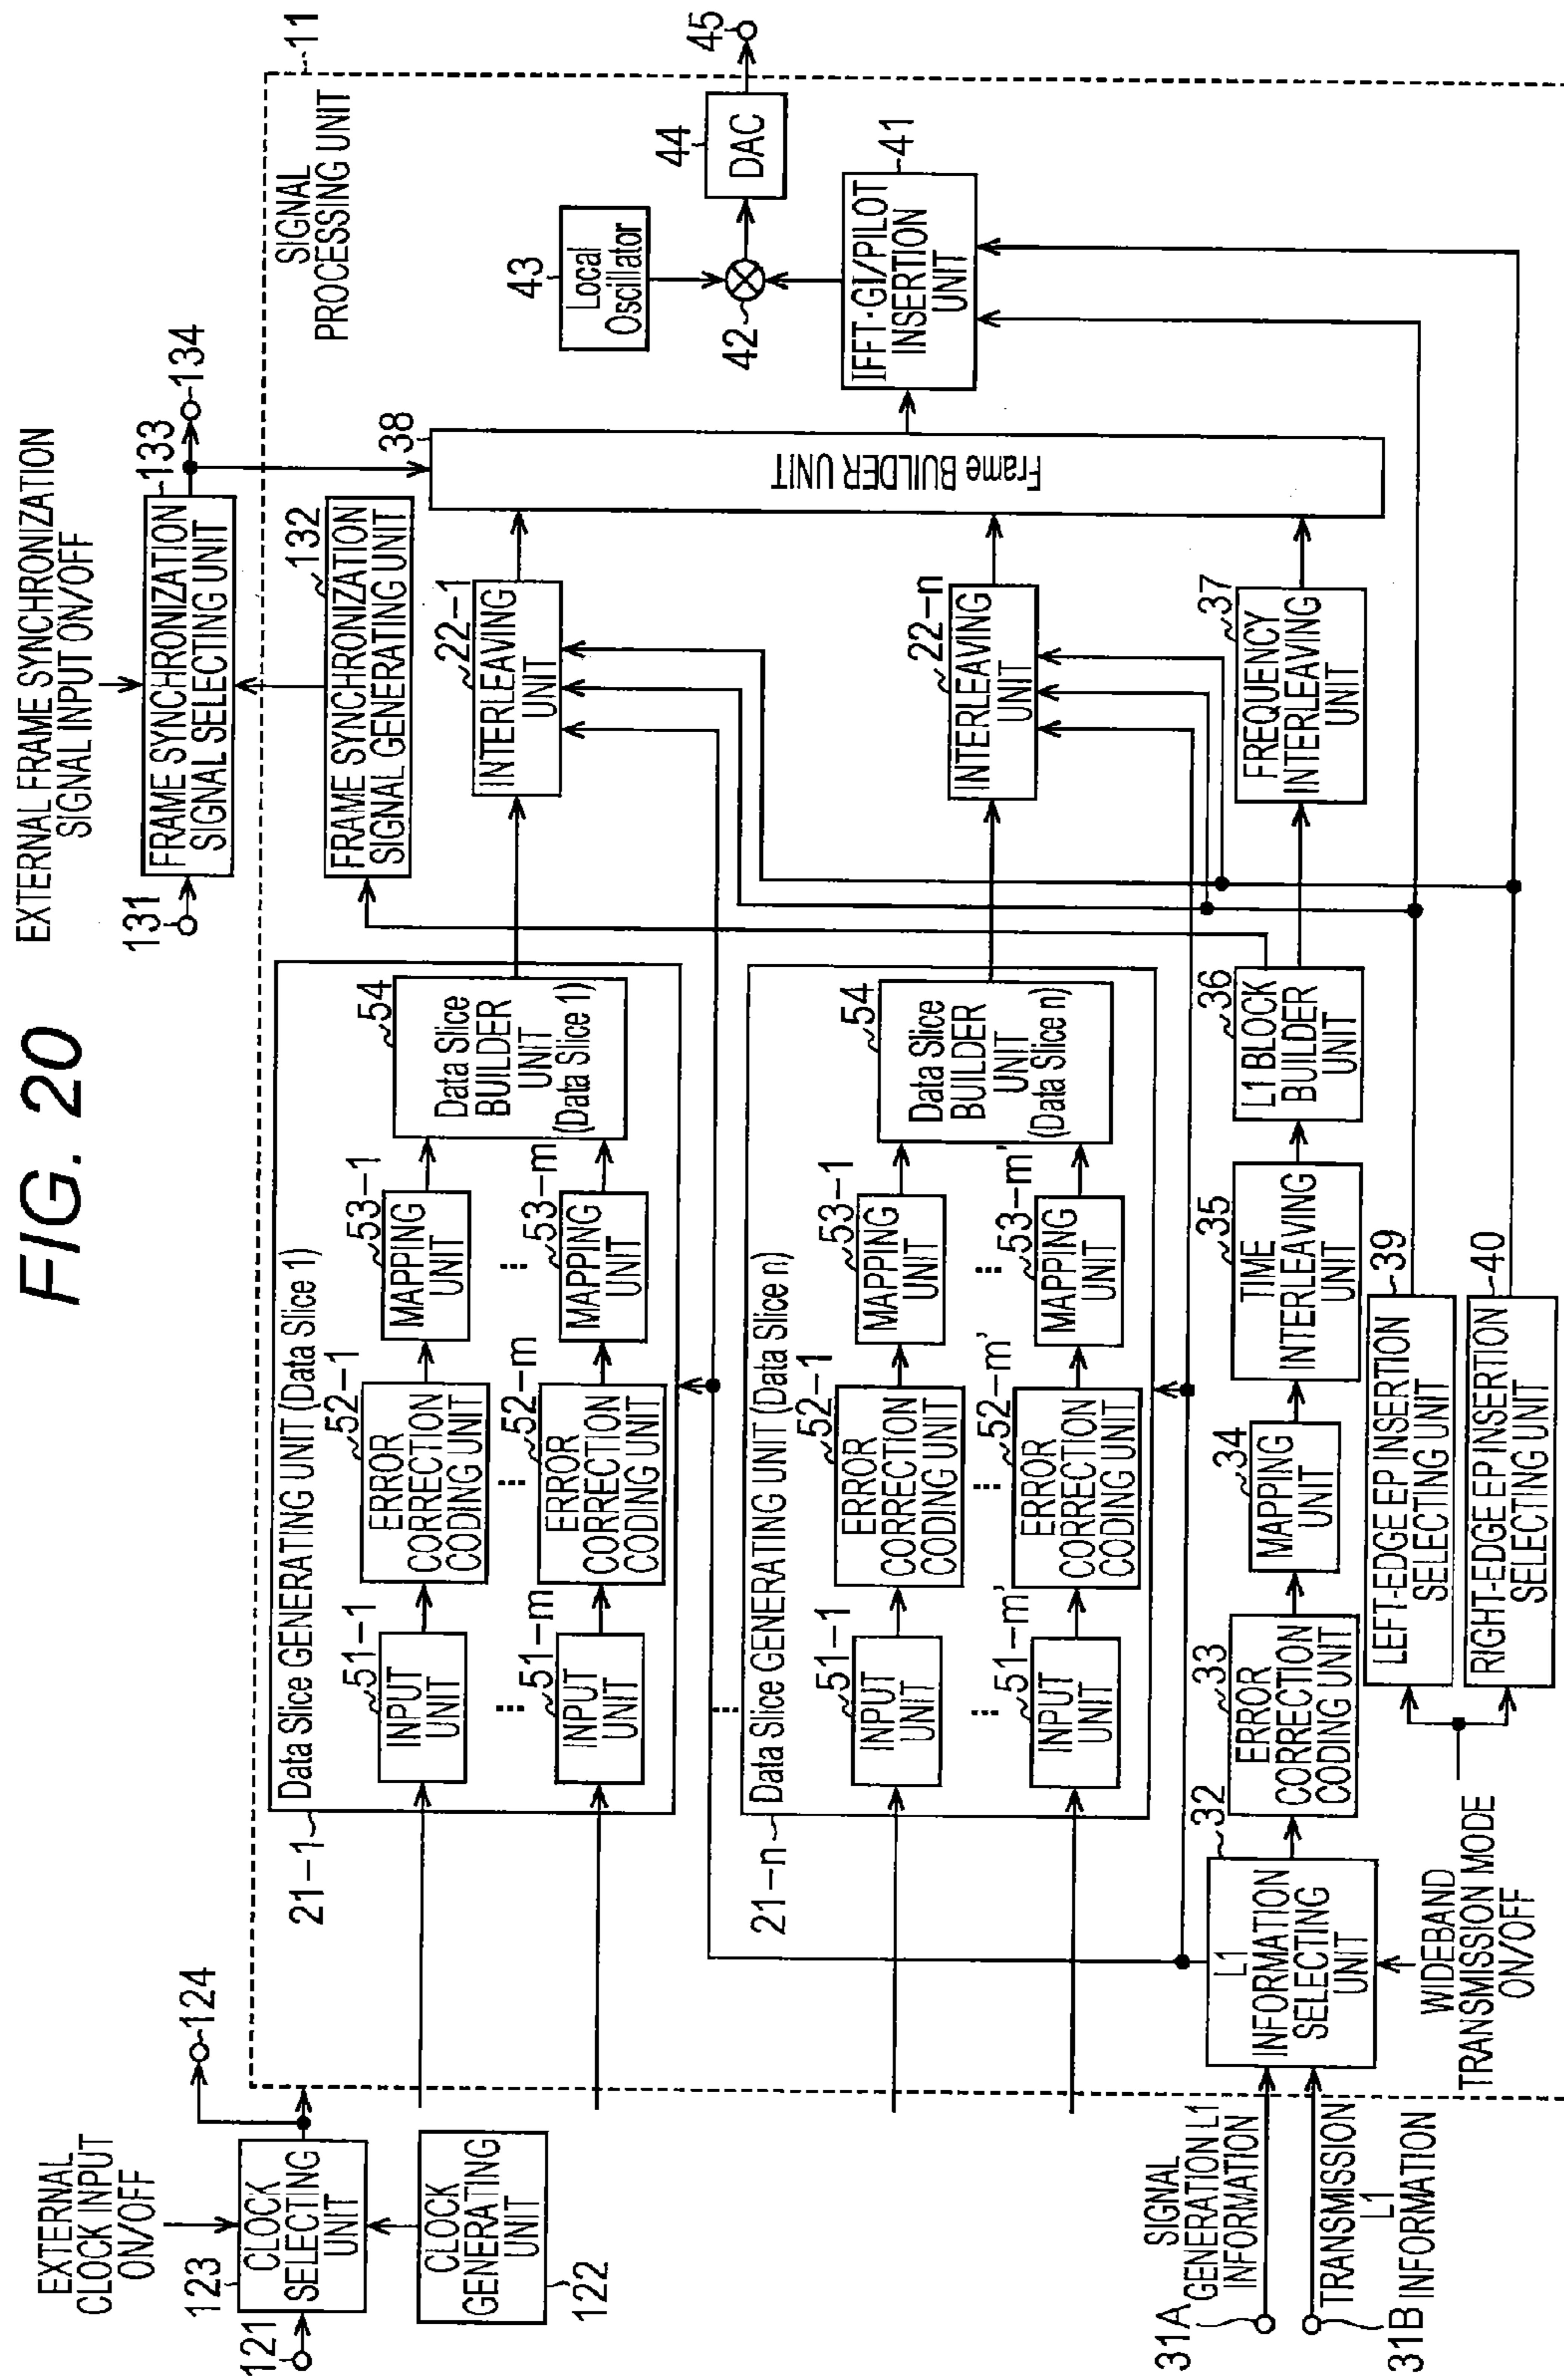 FIG. 20
EXTERNAL
CLOCK INPUT
ON/OFF
123
CLOCK
SELECTING
UNIT
121
124
CLOCK
GENERATING
UNIT
122
EXTERNAL FRAME SYNCHRONIZATION
SIGNAL INPUT ON/OFF
131
FRAME SYNCHRONIZATION
SIGNAL SELECTING UNIT
133
134
FRAME SYNCHRONIZATION
SIGNAL GENERATING UNIT
132
SIGNAL
PROCESSING UNIT
11
21-1
Data Slice GENERATING UNIT (Data Slice 1)
51-1
INPUT
UNIT
52-1
ERROR
CORRECTION
CODING UNIT
53-1
MAPPING
UNIT
54
Data Slice
BUILDER
UNIT
(Data Slice 1)
...
...
...
51-m
INPUT
UNIT
52-m
ERROR
CORRECTION
CODING UNIT
53-m
MAPPING
UNIT
22-1
INTERLEAVING
UNIT
38
Frame BUILDER UNIT
43
Local
Oscillator
42
44
DAC
45
IFFT·GI/PILOT
INSERTION
UNIT
41
...
21-n
Data Slice GENERATING UNIT (Data Slice n)
51-1
INPUT
UNIT
52-1
ERROR
CORRECTION
CODING UNIT
53-1
MAPPING
UNIT
54
Data Slice
BUILDER
UNIT
(Data Slice n)
...
...
...
51-m'
INPUT
UNIT
52-m'
ERROR
CORRECTION
CODING UNIT
53-m'
MAPPING
UNIT
22-n
INTERLEAVING
UNIT
31A
SIGNAL
GENERATION L1
INFORMATION
TRANSMISSION
L1
INFORMATION
31B
32
L1
INFORMATION
SELECTING
UNIT
33
ERROR
CORRECTION
CODING UNIT
34
MAPPING
UNIT
35
TIME
INTERLEAVING
UNIT
36
L1 BLOCK
BUILDER
UNIT
37
FREQUENCY
INTERLEAVING
UNIT
WIDEBAND
TRANSMISSION MODE
ON/OFF
LEFT-EDGE EP INSERTION
SELECTING UNIT
39
RIGHT-EDGE EP INSERTION
SELECTING UNIT
40